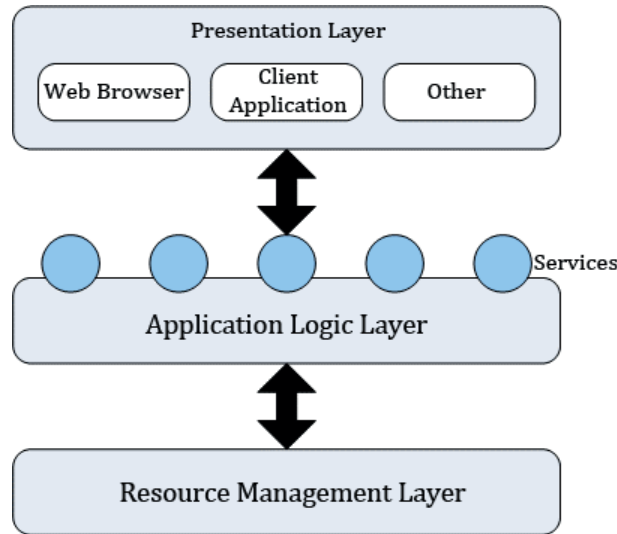 Presentation Layer
Web Browser
Client
Application
Other
Services
Application Logic Layer
Resource Management Layer